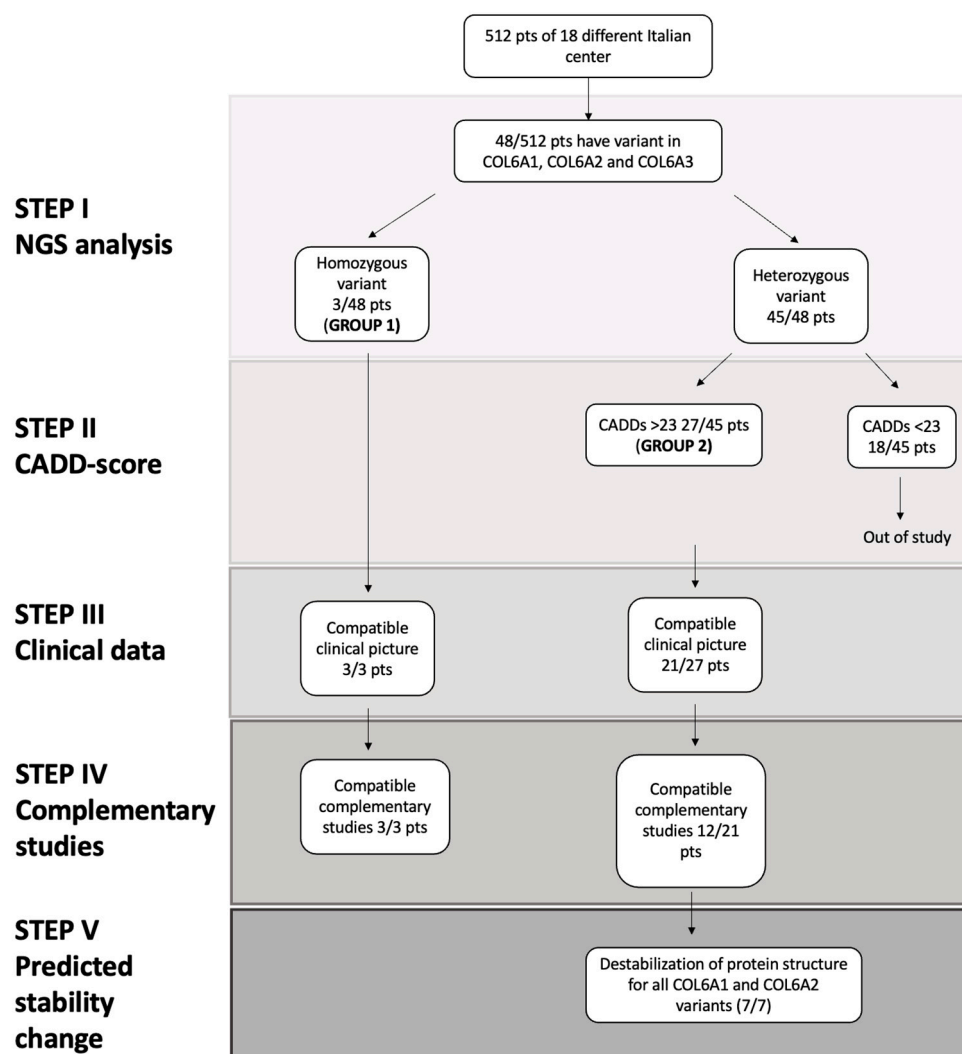 512 pts of 18 different Italian
center
STEP I
NGS analysis
48/512 pts have variant in
COL6A1, COL6A2 and COL6A3
Homozygous
variant
3/48 pts
(GROUP 1)
Heterozygous
variant
45/48 pts
STEP II
CADD-score
CADDs >23 27/45 pts
(GROUP 2)
CADDs <23
18/45 pts
Out of study
STEP III
Clinical data
Compatible
clinical picture
3/3 pts
Compatible
clinical picture
21/27 pts
STEP IV
Complementary
studies
Compatible
complementary
studies 3/3 pts
Compatible
complementary
studies 12/21
pts
STEP V
Predicted
stability
change
Destabilization of protein structure
for all COL6A1 and COL6A2
variants (7/7)